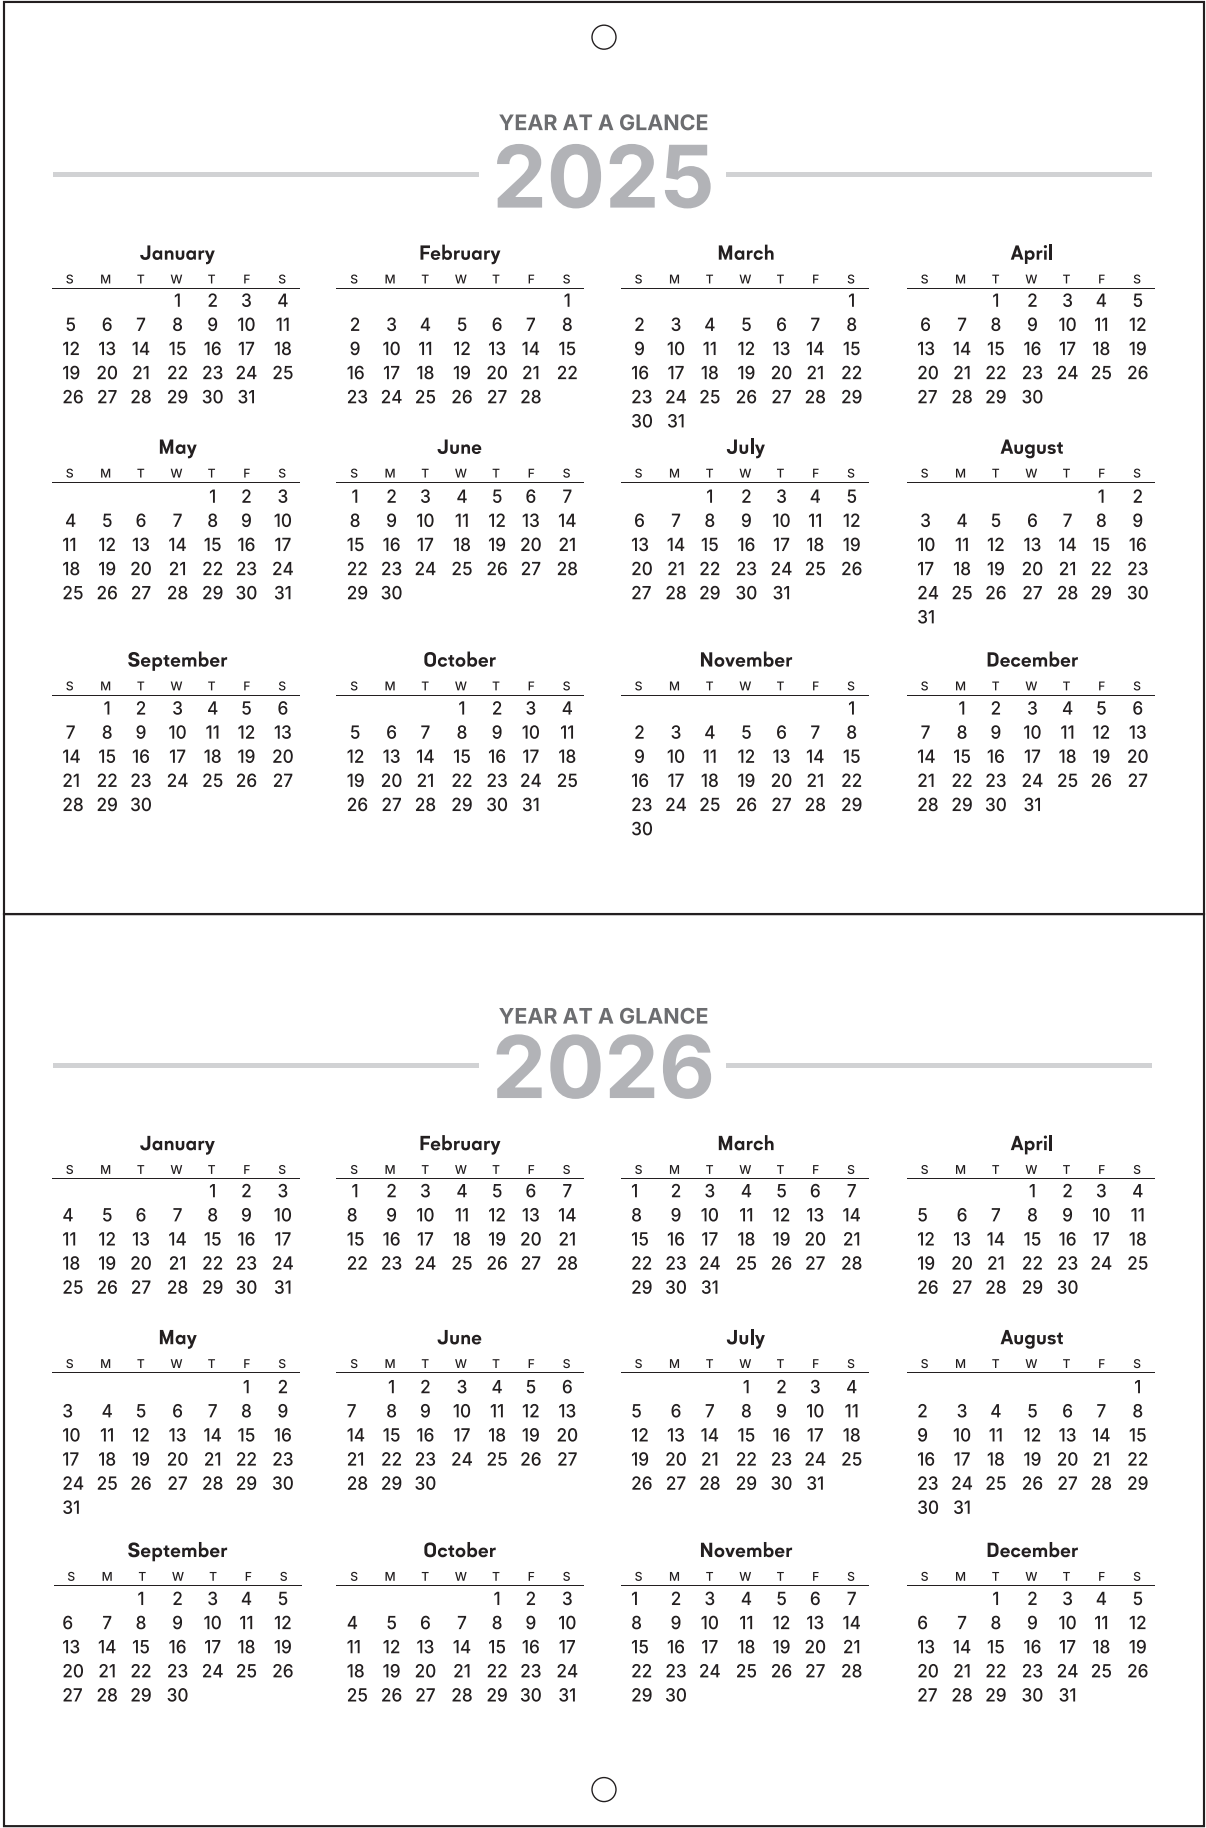 YEAR AT A GLANCE
2025
January February March April
S M T W T F S S M T W T F S S M T W T F S S M T W T F S
1 2 3 4 1 1 1 2 3 4 5
5 6 7 8 9 10 11 2 3 4 5 6 7 8 2 3 4 5 6 7 8 6 7 8 9 10 11 12
12 13 14 15 16 17 18 9 10 11 12 13 14 15 9 10 11 12 13 14 15 13 14 15 16 17 18 19
19 20 21 22 23 24 25 16 17 18 19 20 21 22 16 17 18 19 20 21 22 20 21 22 23 24 25 26
26 27 28 29 30 31 23 24 25 26 27 28 23 24 25 26 27 28 29 27 28 29 30
30 31
May June July August
S M T W T F S S M T W T F S S M T W T F S S M T W T F S
1 2 3 1 2 3 4 5 6 7 1 2 3 4 5 1 2
4 5 6 7 8 9 10 8 9 10 11 12 13 14 6 7 8 9 10 11 12 3 4 5 6 7 8 9
11 12 13 14 15 16 17 15 16 17 18 19 20 21 13 14 15 16 17 18 19 10 11 12 13 14 15 16
18 19 20 21 22 23 24 22 23 24 25 26 27 28 20 21 22 23 24 25 26 17 18 19 20 21 22 23
25 26 27 28 29 30 31 29 30 27 28 29 30 31 24 25 26 27 28 29 30
31
September October November December
S M T W T F S S M T W T F S S M T W T F S S M T W T F S
1 2 3 4 5 6 1 2 3 4 1 1 2 3 4 5 6
7 8 9 10 11 12 13 5 6 7 8 9 10 11 2 3 4 5 6 7 8 7 8 9 10 11 12 13
14 15 16 17 18 19 20 12 13 14 15 16 17 18 9 10 11 12 13 14 15 14 15 16 17 18 19 20
21 22 23 24 25 26 27 19 20 21 22 23 24 25 16 17 18 19 20 21 22 21 22 23 24 25 26 27
28 29 30 26 27 28 29 30 31 23 24 25 26 27 28 29 28 29 30 31
30
YEAR AT A GLANCE
2026
January February March April
S M T W T F S S M T W T F S S M T W T F S S M T W T F S
1 2 3 1 2 3 4 5 6 7 1 2 3 4 5 6 7 1 2 3 4
4 5 6 7 8 9 10 8 9 10 11 12 13 14 8 9 10 11 12 13 14 5 6 7 8 9 10 11
11 12 13 14 15 16 17 15 16 17 18 19 20 21 15 16 17 18 19 20 21 12 13 14 15 16 17 18
18 19 20 21 22 23 24 22 23 24 25 26 27 28 22 23 24 25 26 27 28 19 20 21 22 23 24 25
25 26 27 28 29 30 31 29 30 31 26 27 28 29 30
May June July August
S M T W T F S S M T W T F S S M T W T F S S M T W T F S
1 2 1 2 3 4 5 6 1 2 3 4 1
3 4 5 6 7 8 9 7 8 9 10 11 12 13 5 6 7 8 9 10 11 2 3 4 5 6 7 8
10 11 12 13 14 15 16 14 15 16 17 18 19 20 12 13 14 15 16 17 18 9 10 11 12 13 14 15
17 18 19 20 21 22 23 21 22 23 24 25 26 27 19 20 21 22 23 24 25 16 17 18 19 20 21 22
24 25 26 27 28 29 30 28 29 30 26 27 28 29 30 31 23 24 25 26 27 28 29
31 30 31
September October November December
S M T W T F S S M T W T F S S M T W T F S S M T W T F S
1 2 3 4 5 1 2 3 1 2 3 4 5 6 7 1 2 3 4 5
6 7 8 9 10 11 12 4 5 6 7 8 9 10 8 9 10 11 12 13 14 6 7 8 9 10 11 12
13 14 15 16 17 18 19 11 12 13 14 15 16 17 15 16 17 18 19 20 21 13 14 15 16 17 18 19
20 21 22 23 24 25 26 18 19 20 21 22 23 24 22 23 24 25 26 27 28 20 21 22 23 24 25 26
27 28 29 30 25 26 27 28 29 30 31 29 30 27 28 29 30 31